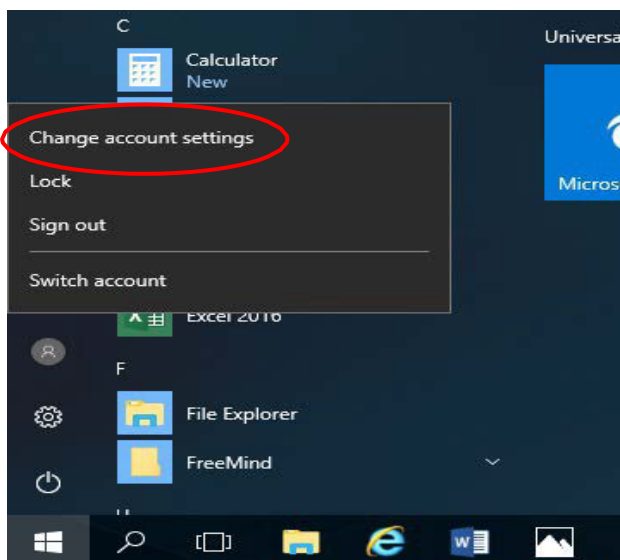 C
Universa
Calculator
New
Change account settings
Lock
Sign out
Switch account
Micros
Excel 2016
F
File Explorer
FreeMind